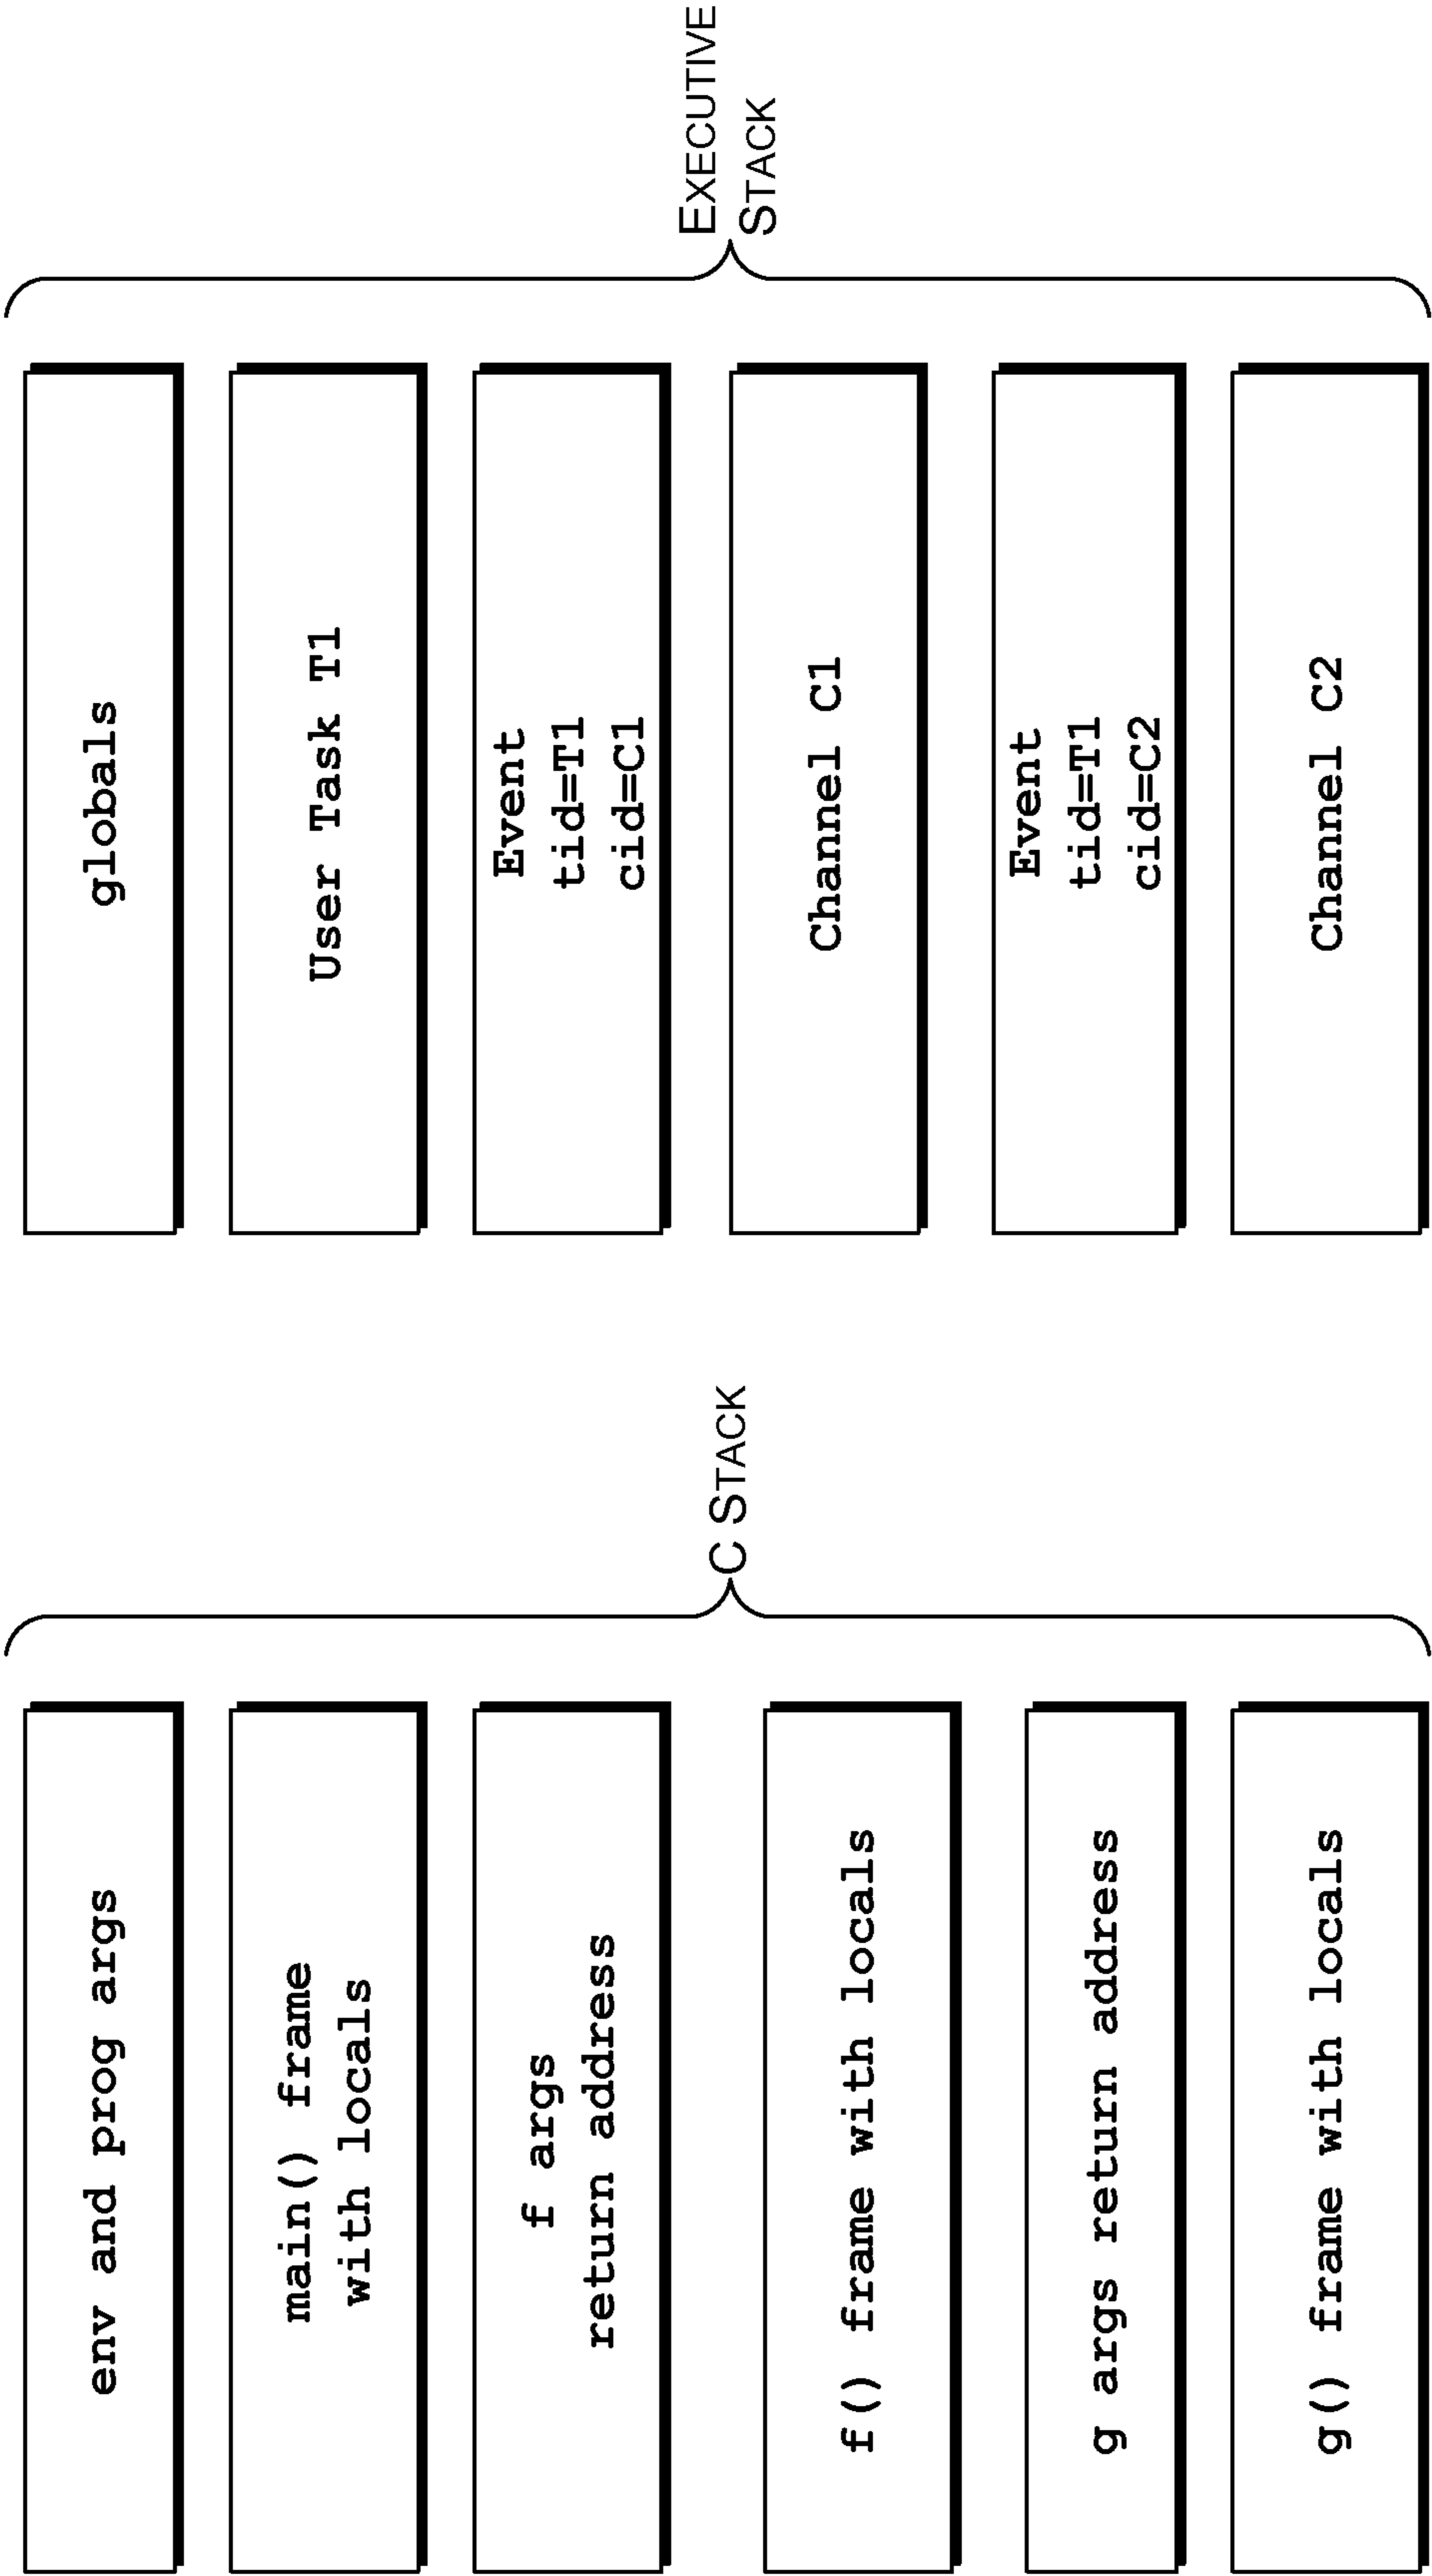 env and prog args
main() frame
with locals
f args
return address
f() frame with locals
g args return address
g() frame with locals
C STACK
globals
User Task T1
Event
tid=T1
cid=C1
Channel C1
Event
tid=T1
cid=C2
Channel C2
EXECUTIVE
STACK